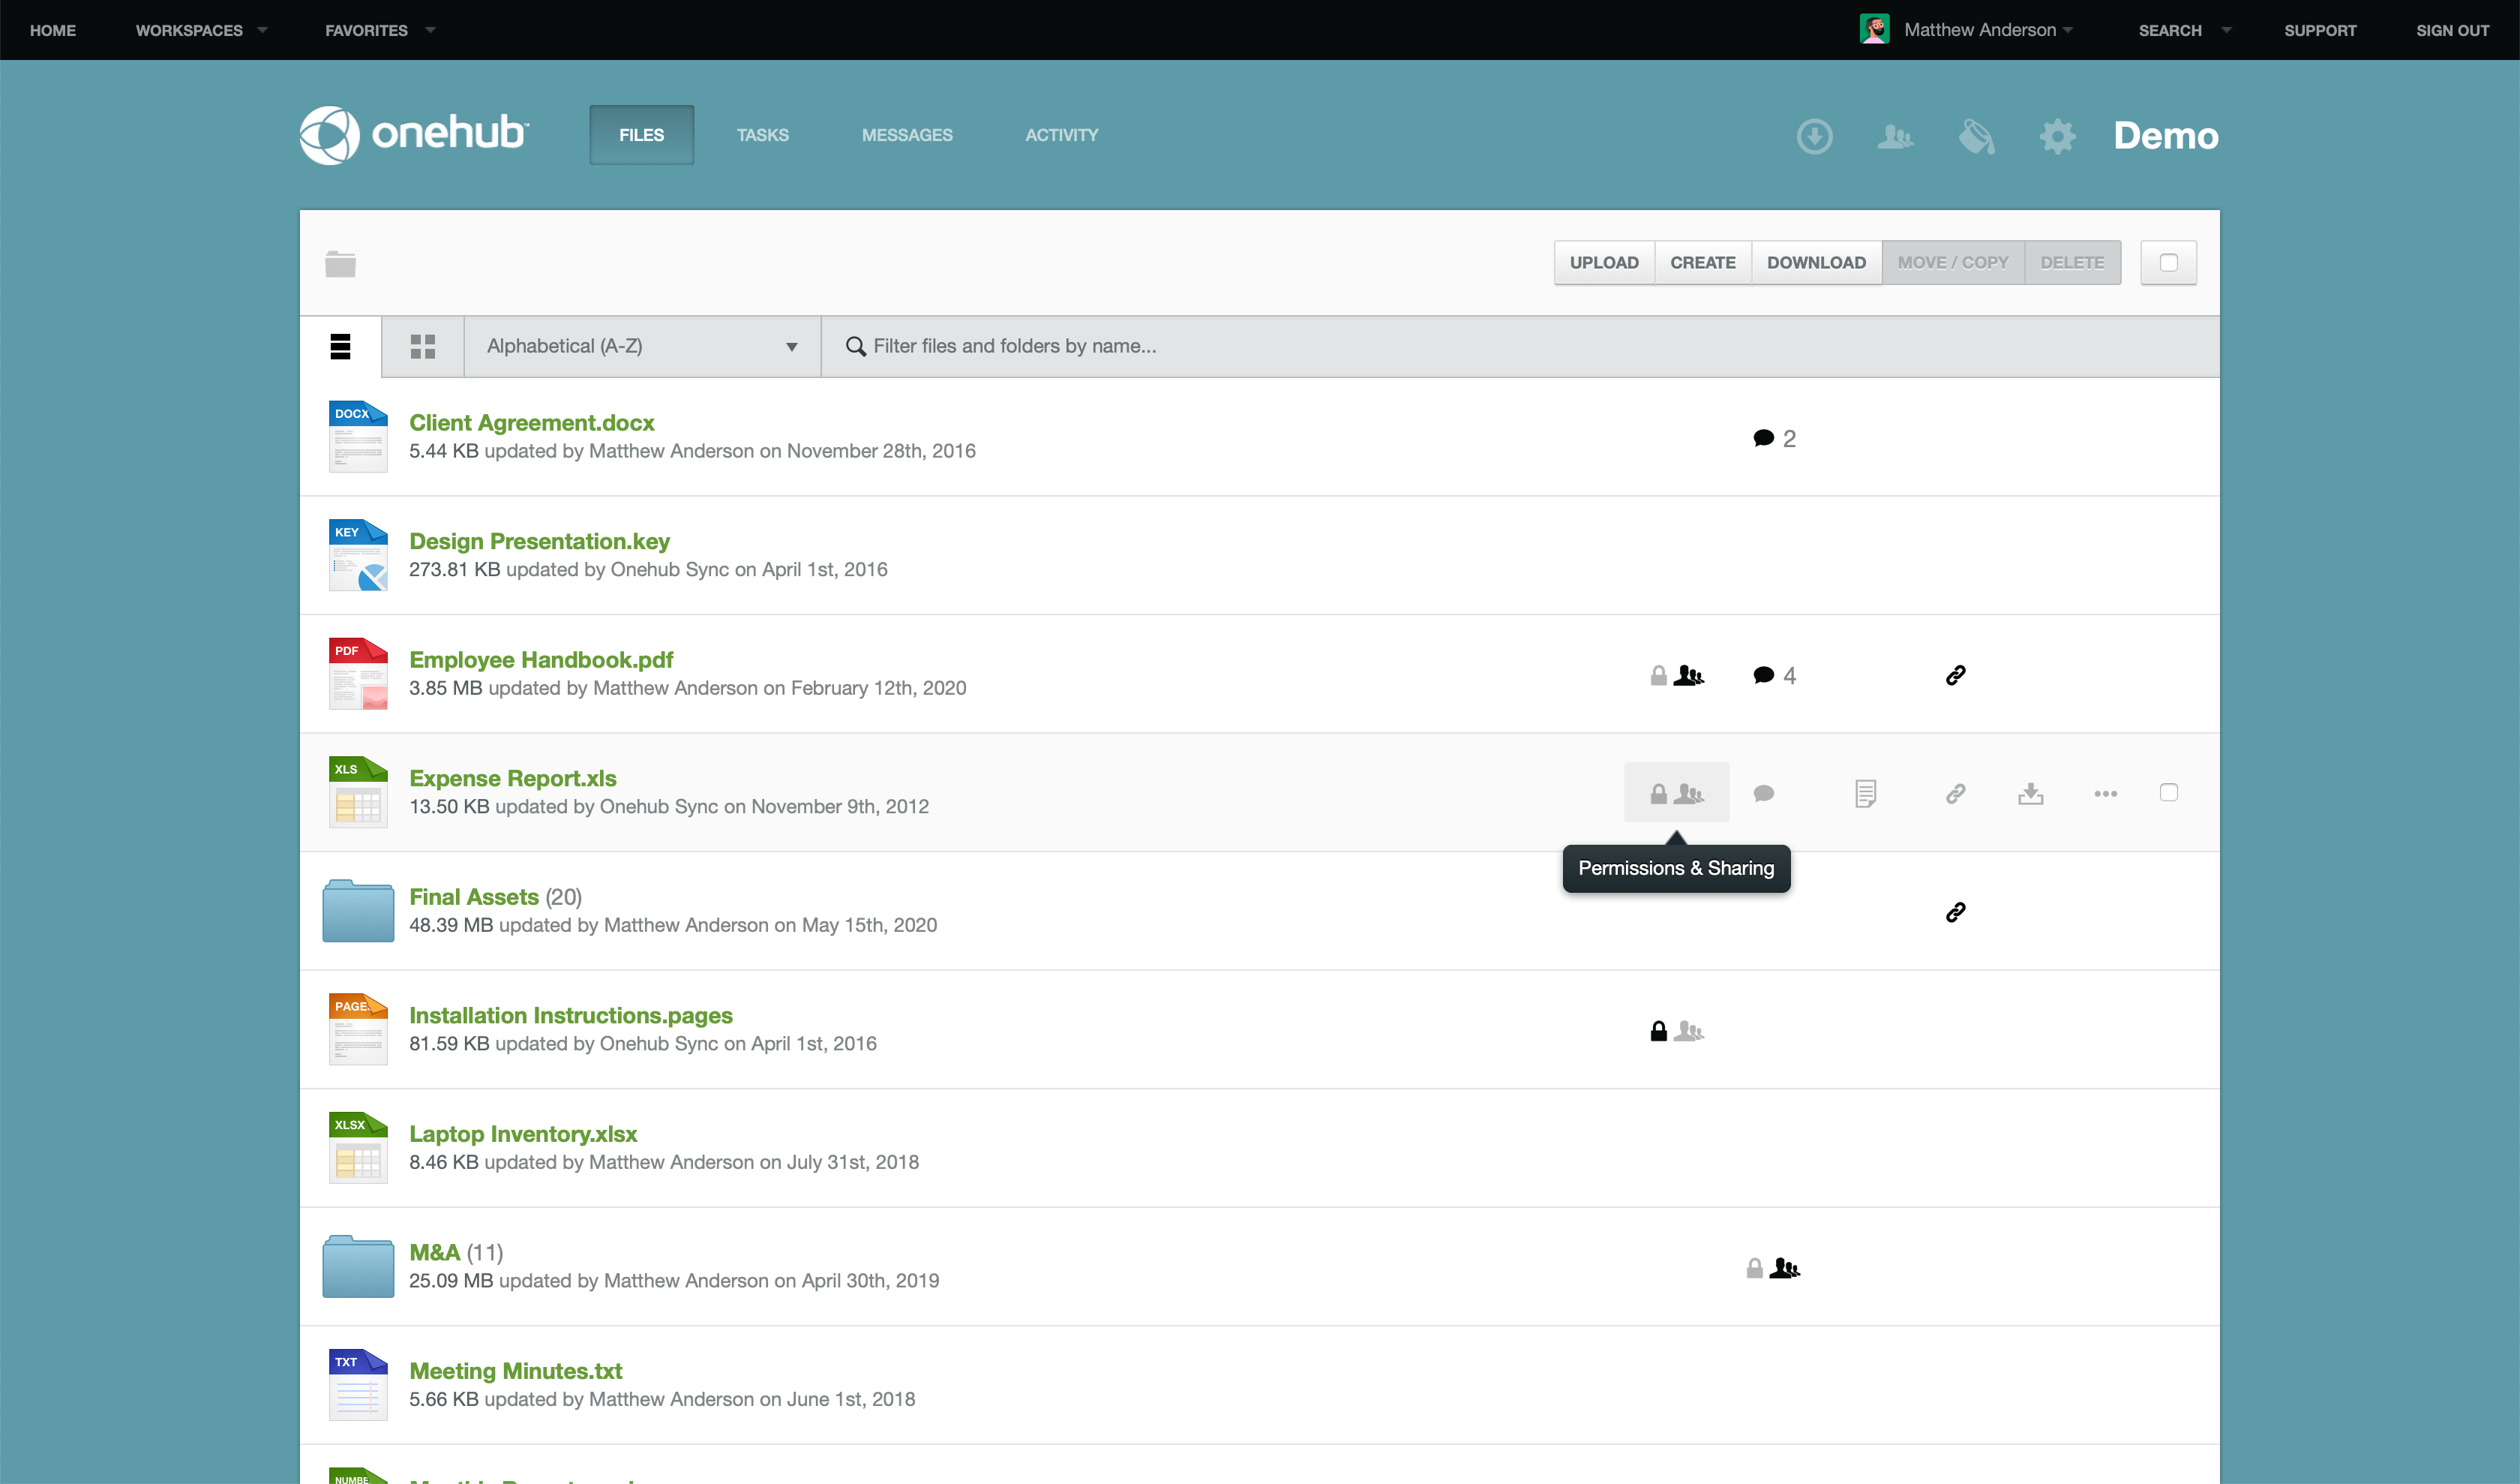 HOME WORKSPACES FAVORITES Matthew Anderson SEARCH SUPPORT SIGN OUT
onehub FILES TASKS MESSAGES ACTIVITY Demo
UPLOAD CREATE DOWNLOAD MOVE / COPY DELETE
Alphabetical (A-Z) Filter files and folders by name...
DOCX
Client Agreement.docx
5.44 KB updated by Matthew Anderson on November 28th, 2016
2
KEY
Design Presentation.key
273.81 KB updated by Onehub Sync on April 1st, 2016
PDF
Employee Handbook.pdf
3.85 MB updated by Matthew Anderson on February 12th, 2020
4
XLS
Expense Report.xls
13.50 KB updated by Onehub Sync on November 9th, 2012
Permissions & Sharing
Final Assets (20)
48.39 MB updated by Matthew Anderson on May 15th, 2020
PAGE
Installation Instructions.pages
81.59 KB updated by Onehub Sync on April 1st, 2016
XLSX
Laptop Inventory.xlsx
8.46 KB updated by Matthew Anderson on July 31st, 2018
M&A (11)
25.09 MB updated by Matthew Anderson on April 30th, 2019
TXT
Meeting Minutes.txt
5.66 KB updated by Matthew Anderson on June 1st, 2018
NUMBE